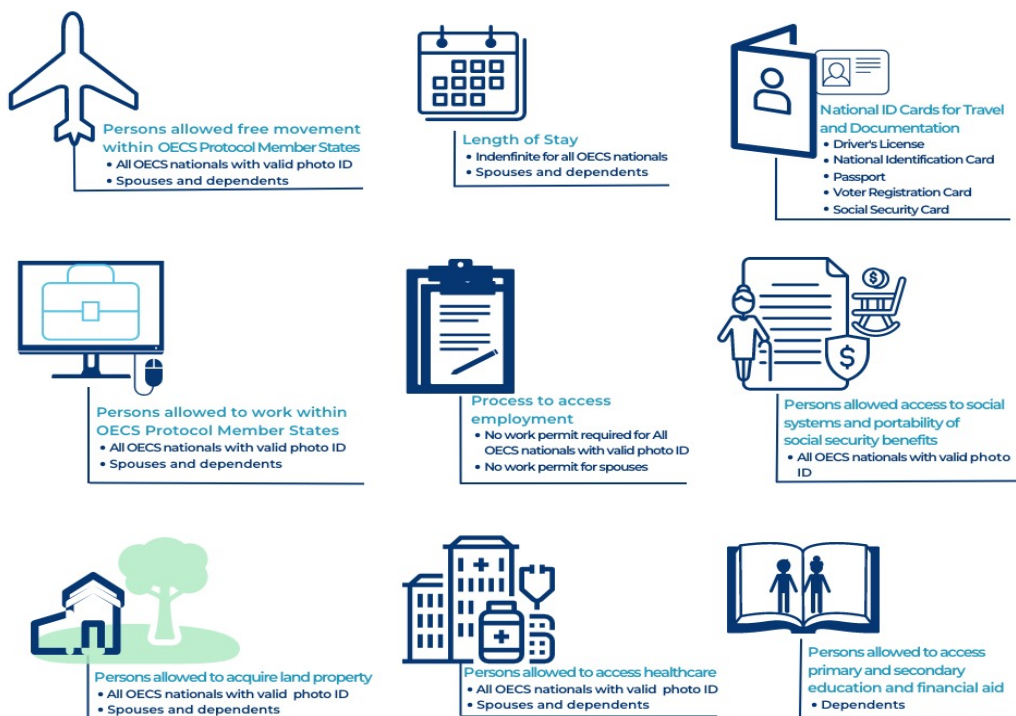 Persons allowed free movement
within OECS Protocol Member States
• All OECS nationals with valid photo ID
• Spouses and dependents
Length of Stay
• Indenfinite for all OECS nationals
• Spouses and dependents
National ID Cards for Travel
and Documentation
• Driver's License
• National Identification Card
• Passport
• Voter Registration Card
• Social Security Card
Persons allowed to work within
OECS Protocol Member States
• All OECS nationals with valid photo ID
• Spouses and dependents
Process to access
employment
• No work permit required for All
OECS nationals with valid photo ID
• No work permit for spouses
$
$
Persons allowed access to social
systems and portability of
social security benefits
• All OECS nationals with valid photo
ID
Persons allowed to acquire land property
• All OECS nationals with valid photo ID
• Spouses and dependents
Persons allowed to access healthcare
• All OECS nationals with valid photo ID
• Spouses and dependents
Persons allowed to access
primary and secondary
education and financial aid
• Dependents